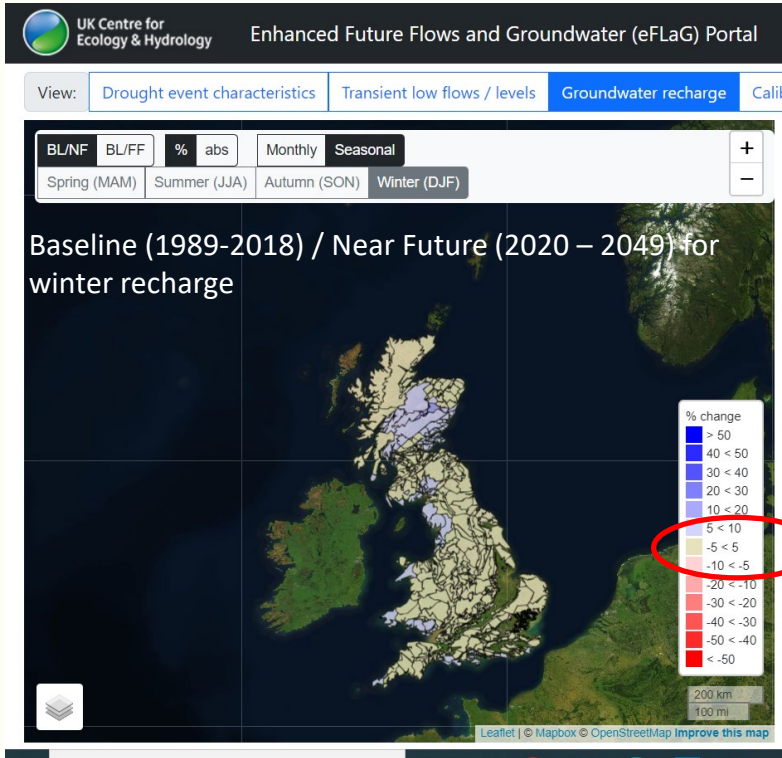 UK Centre for
Ecology & Hydrology
Enhanced Future Flows and Groundwater (eFLaG) Portal
View:
Drought event characteristics
Transient low flows / levels
Groundwater recharge
Calib
BL/NF
BL/FF
%
abs
Monthly
Seasonal
+
Spring (MAM)
Summer (JJA)
Autumn (SON)
Winter (DJF)
−
Baseline (1989-2018) / Near Future (2020 – 2049) for
winter recharge
% change
> 50
40 < 50
30 < 40
20 < 30
10 < 20
5 < 10
-5 < 5
-10 < -5
-20 < -10
-30 < -20
-40 < -30
-50 < -40
< -50
200 km
100 mi
Leaflet | © Mapbox © OpenStreetMap Improve this map